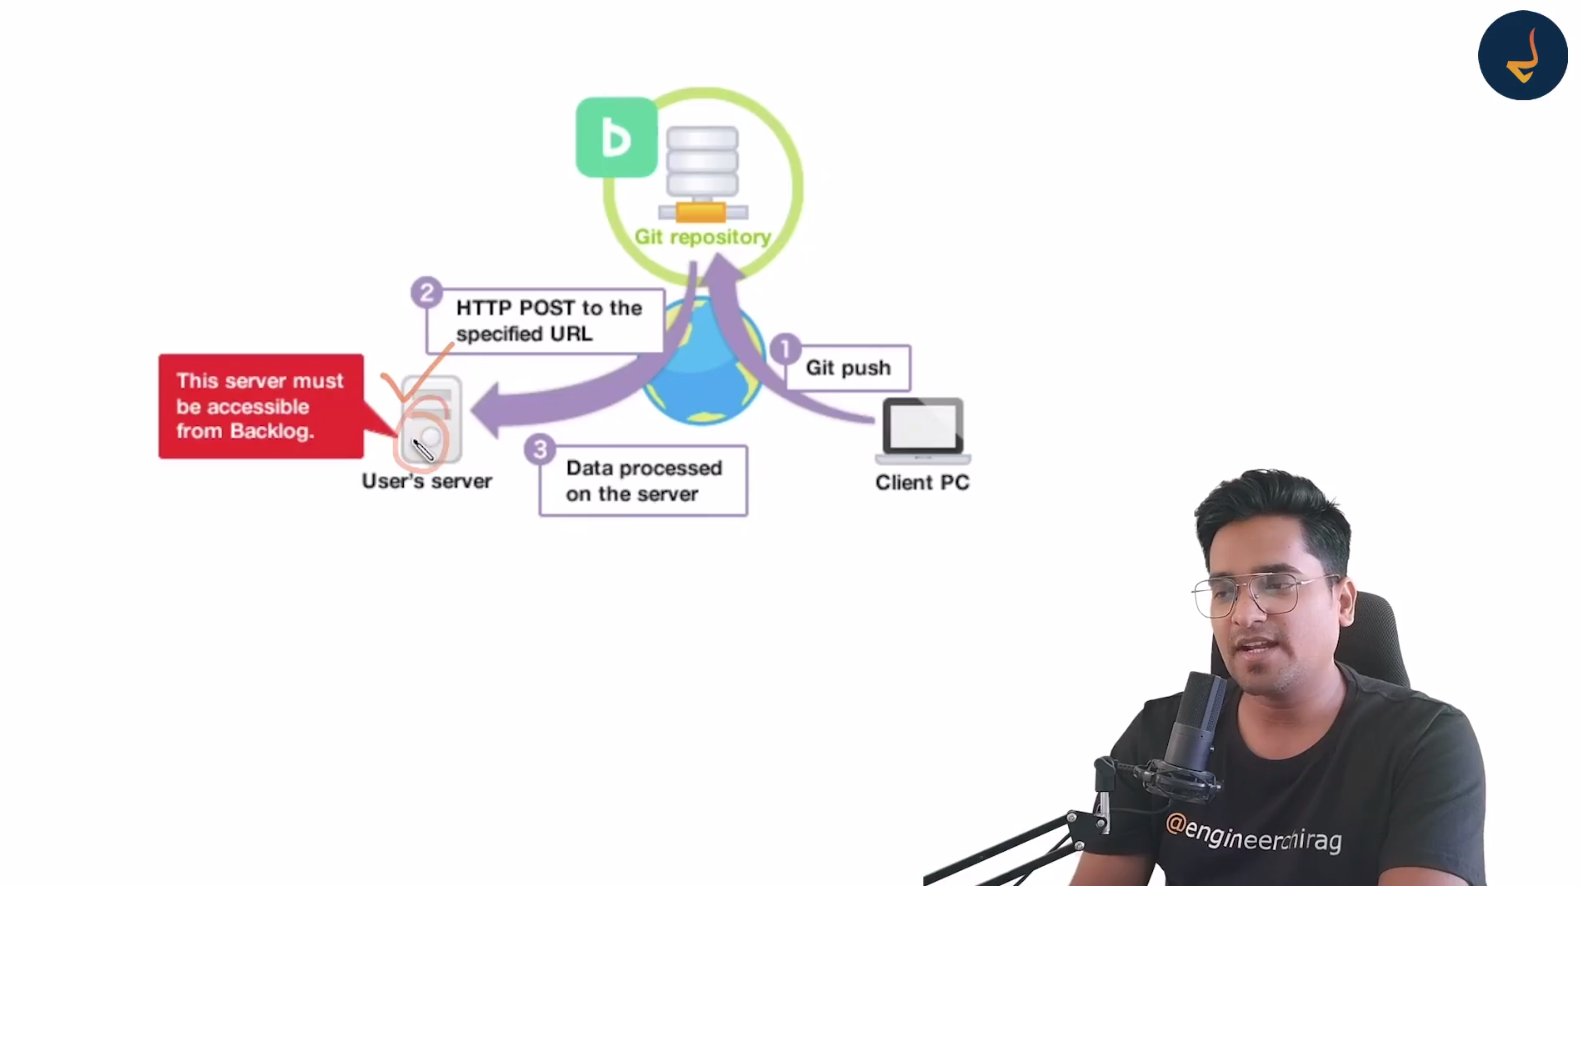 b
Git repository
2
HTTP POST to the
specified URL
1
Git push
This server must
be accessible
from Backlog.
User's server
3
Data processed
on the server
Client PC
@engineerchirag